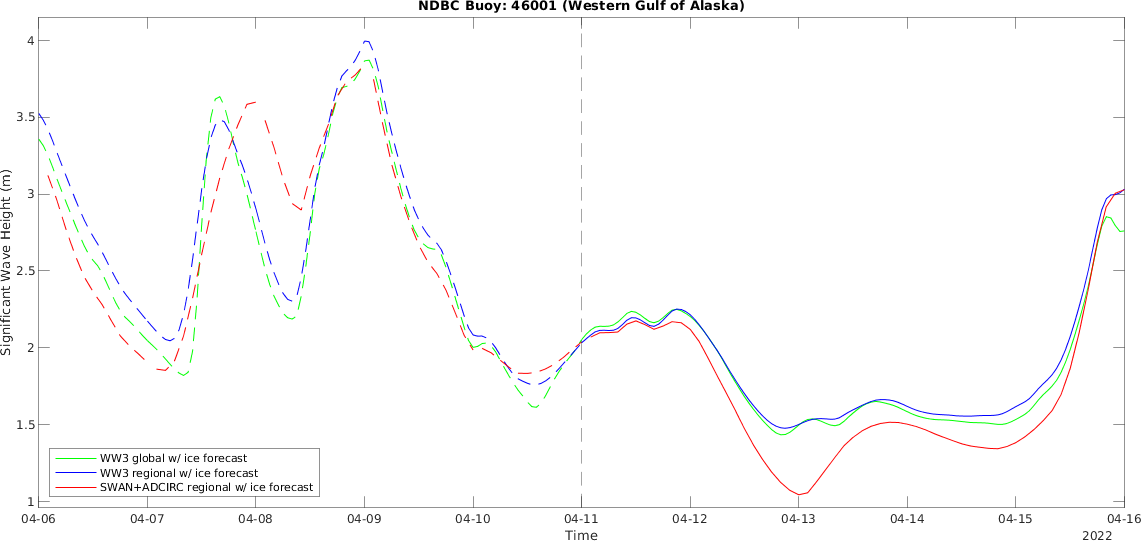 NDBC Buoy: 46001 (Western Gulf of Alaska)
Significant Wave Height (m)
4
3.5
3
2.5
2
1.5
1
WW3 global w/ ice forecast
WW3 regional w/ ice forecast
SWAN+ADCIRC regional w/ ice forecast
04-06 04-07 04-08 04-09 04-10 04-11 04-12 04-13 04-14 04-15 04-16
Time
2022